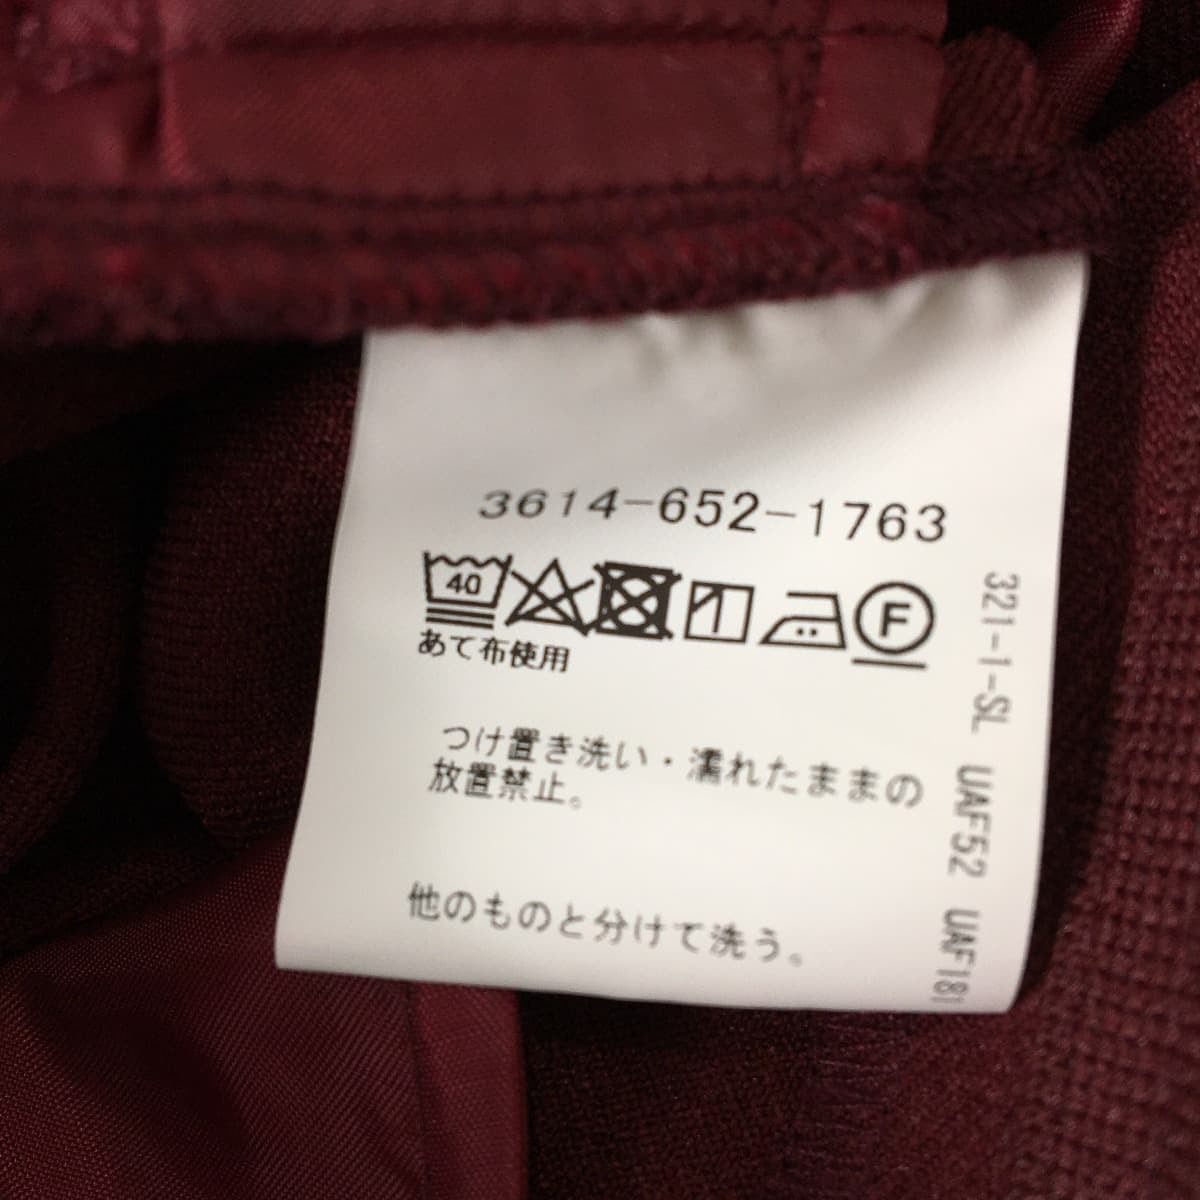 3614-652-1763
40
F
あて布使用
つけ置き洗い・濡れたままの
放置禁止。
他のものと分けて洗う。
321-1-SL UAF52 UAF181